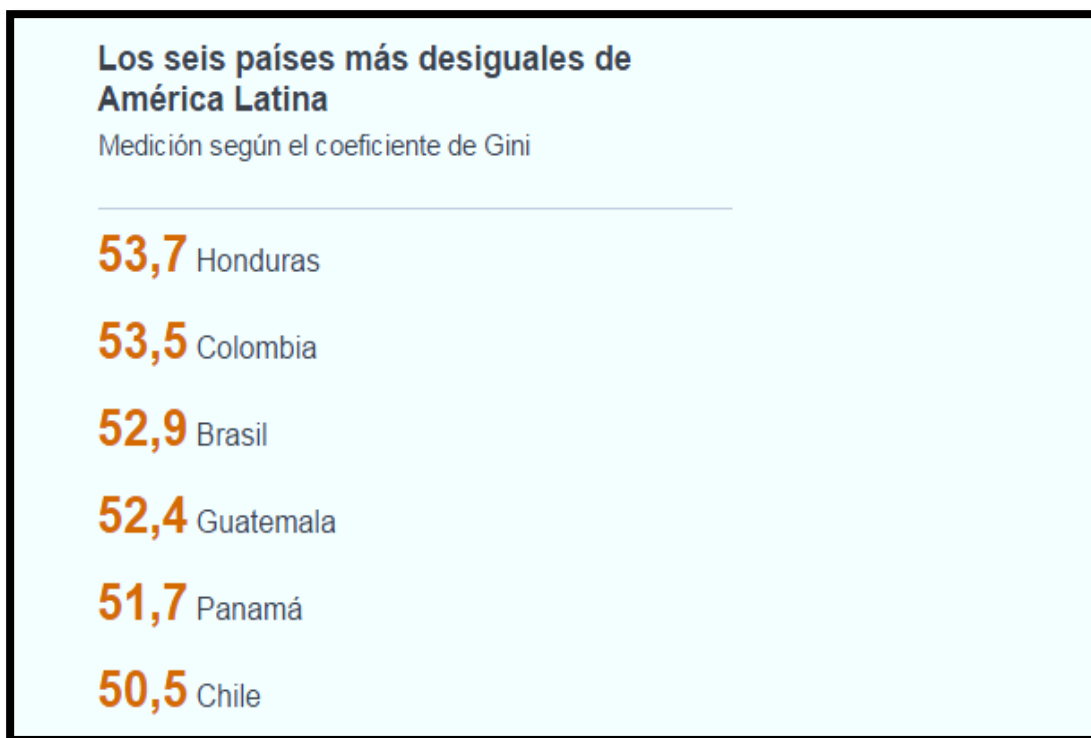 Los seis países más desiguales de
América Latina
Medición según el coeficiente de Gini
53,7 Honduras
53,5 Colombia
52,9 Brasil
52,4 Guatemala
51,7 Panamá
50,5 Chile